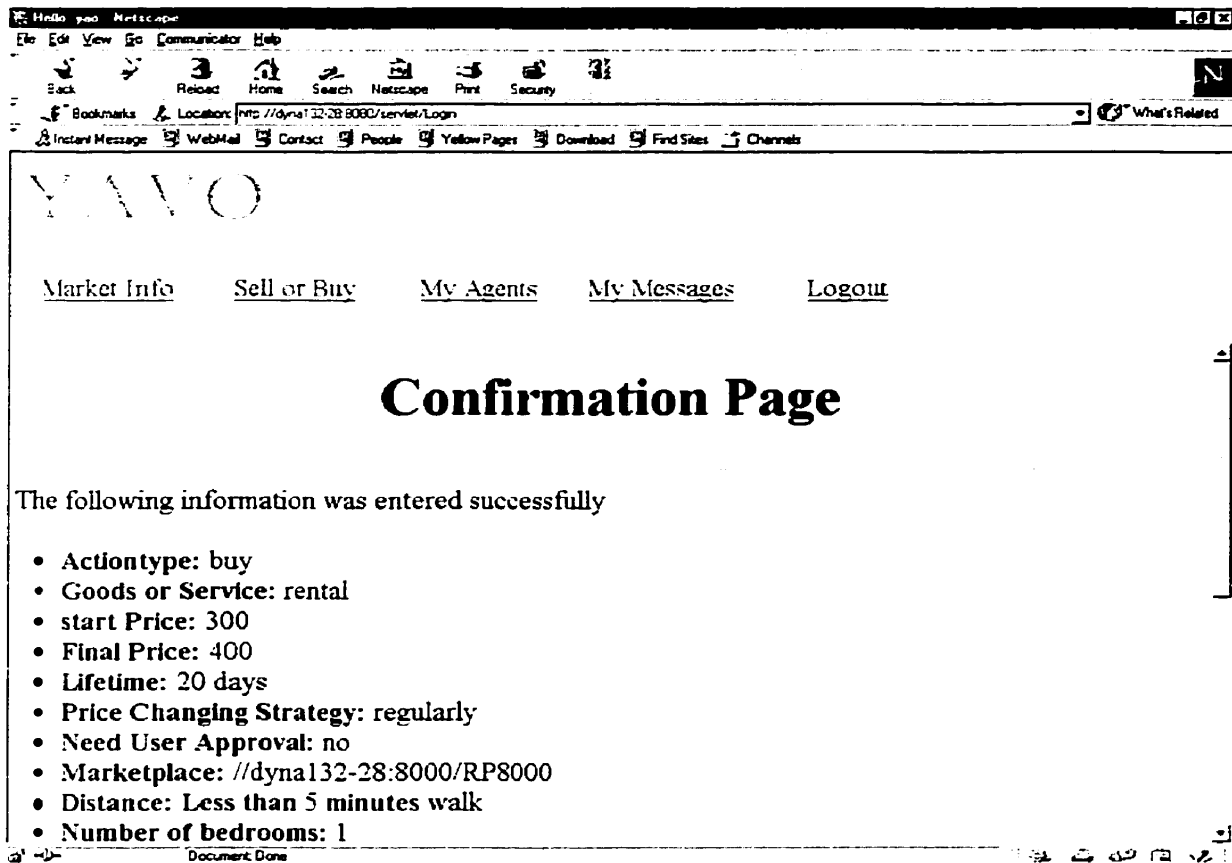 Hello yao Netscape
File Edit View Go Communicator Help
Back Reload Home Search Netscape Print Security
N
Bookmarks Location: http://dyna132-28:8000/servlet/Login What's Related
Instant Message WebMail Contact People Yellow Pages Download Find Sites Channels
YAVO
Market Info Sell or Buy My Agents My Messages Logout
Confirmation Page
The following information was entered successfully
• Actiontype: buy
• Goods or Service: rental
• start Price: 300
• Final Price: 400
• Lifetime: 20 days
• Price Changing Strategy: regularly
• Need User Approval: no
• Marketplace: //dyna132-28:8000/RP8000
• Distance: Less than 5 minutes walk
• Number of bedrooms: 1
Document: Done